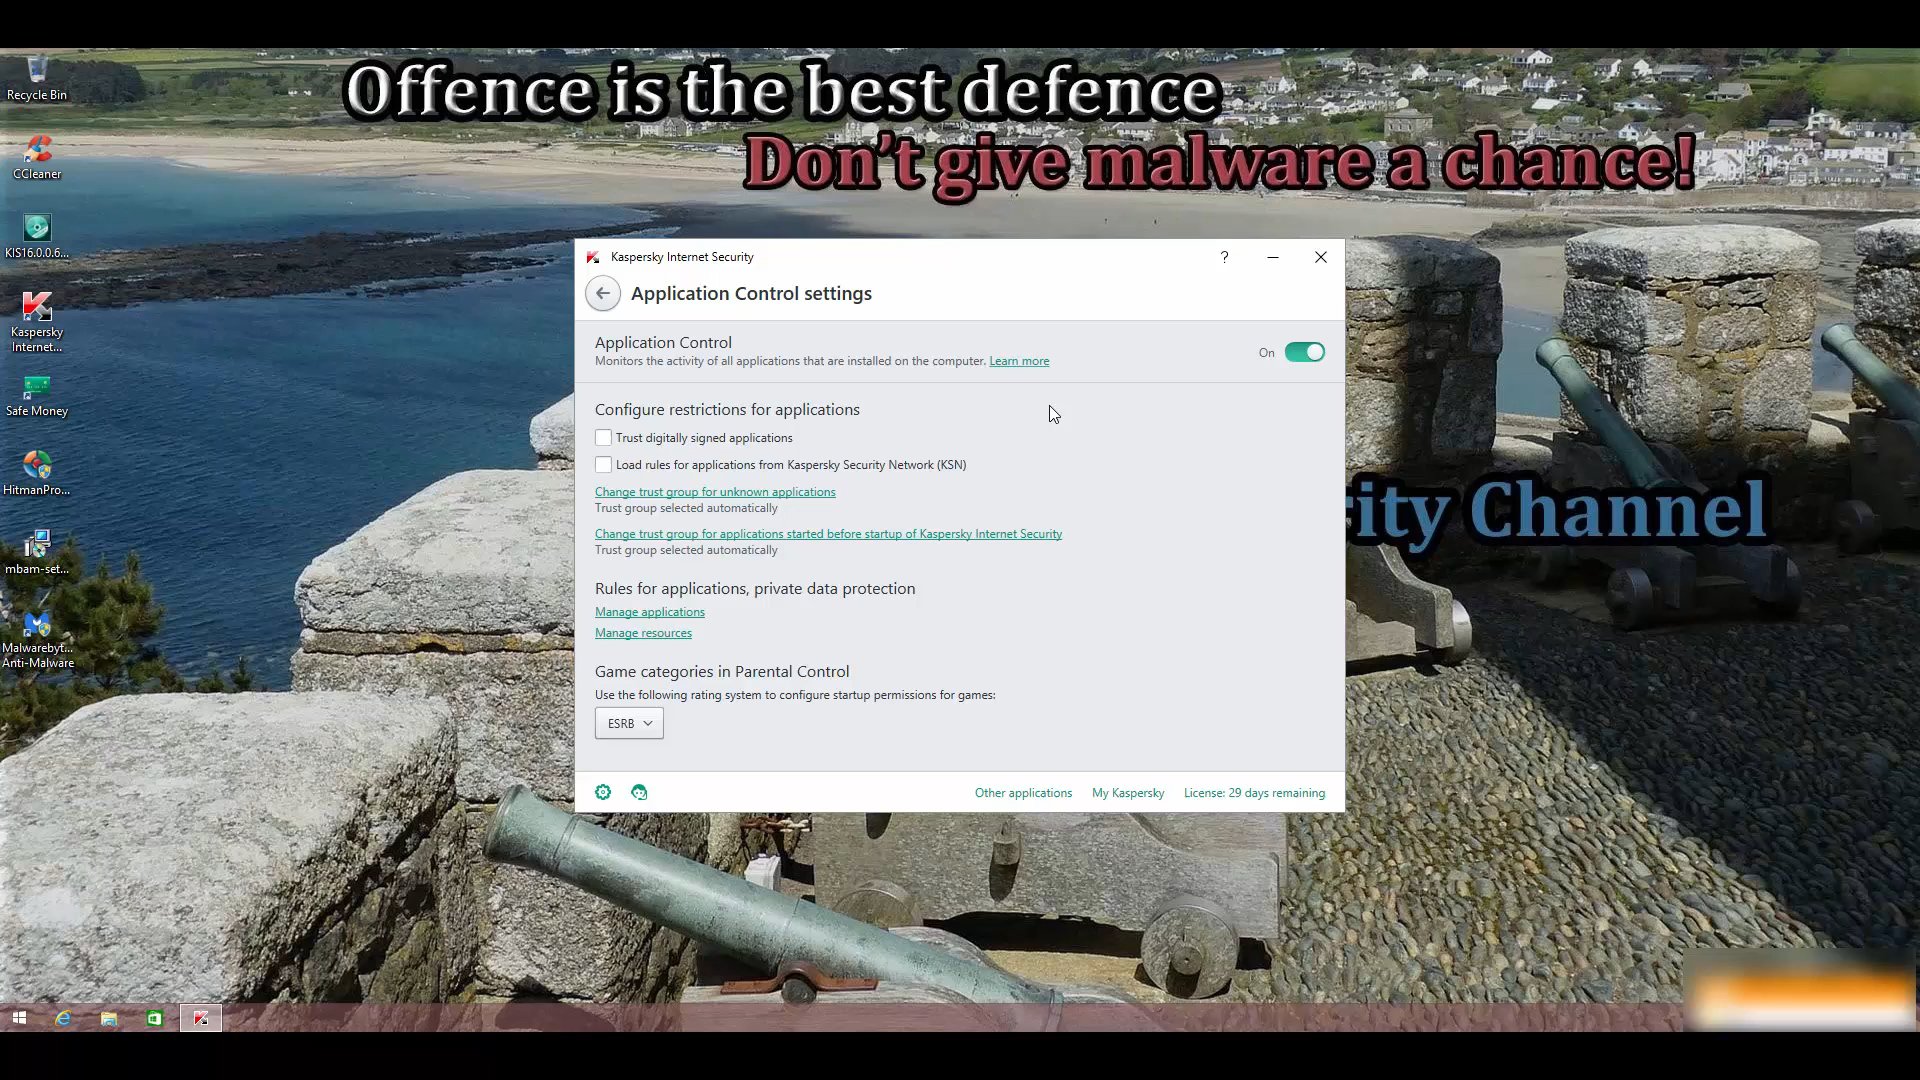 Offence is the best defence
Don't give malware a chance!
Recycle Bin
CCleaner
KIS16.0.0.6...
Kaspersky
Internet...
Safe Money
HitmanPro...
mbam-set...
Malwarebyt...
Anti-Malware
Kaspersky Internet Security
?
Application Control settings
Application Control
Monitors the activity of all applications that are installed on the computer. Learn more
On
Configure restrictions for applications
Trust digitally signed applications
Load rules for applications from Kaspersky Security Network (KSN)
Change trust group for unknown applications
Trust group selected automatically
Change trust group for applications started before startup of Kaspersky Internet Security
Trust group selected automatically
Rules for applications, private data protection
Manage applications
Manage resources
Game categories in Parental Control
Use the following rating system to configure startup permissions for games:
ESRB
Other applications
My Kaspersky
License: 29 days remaining
rity Channel